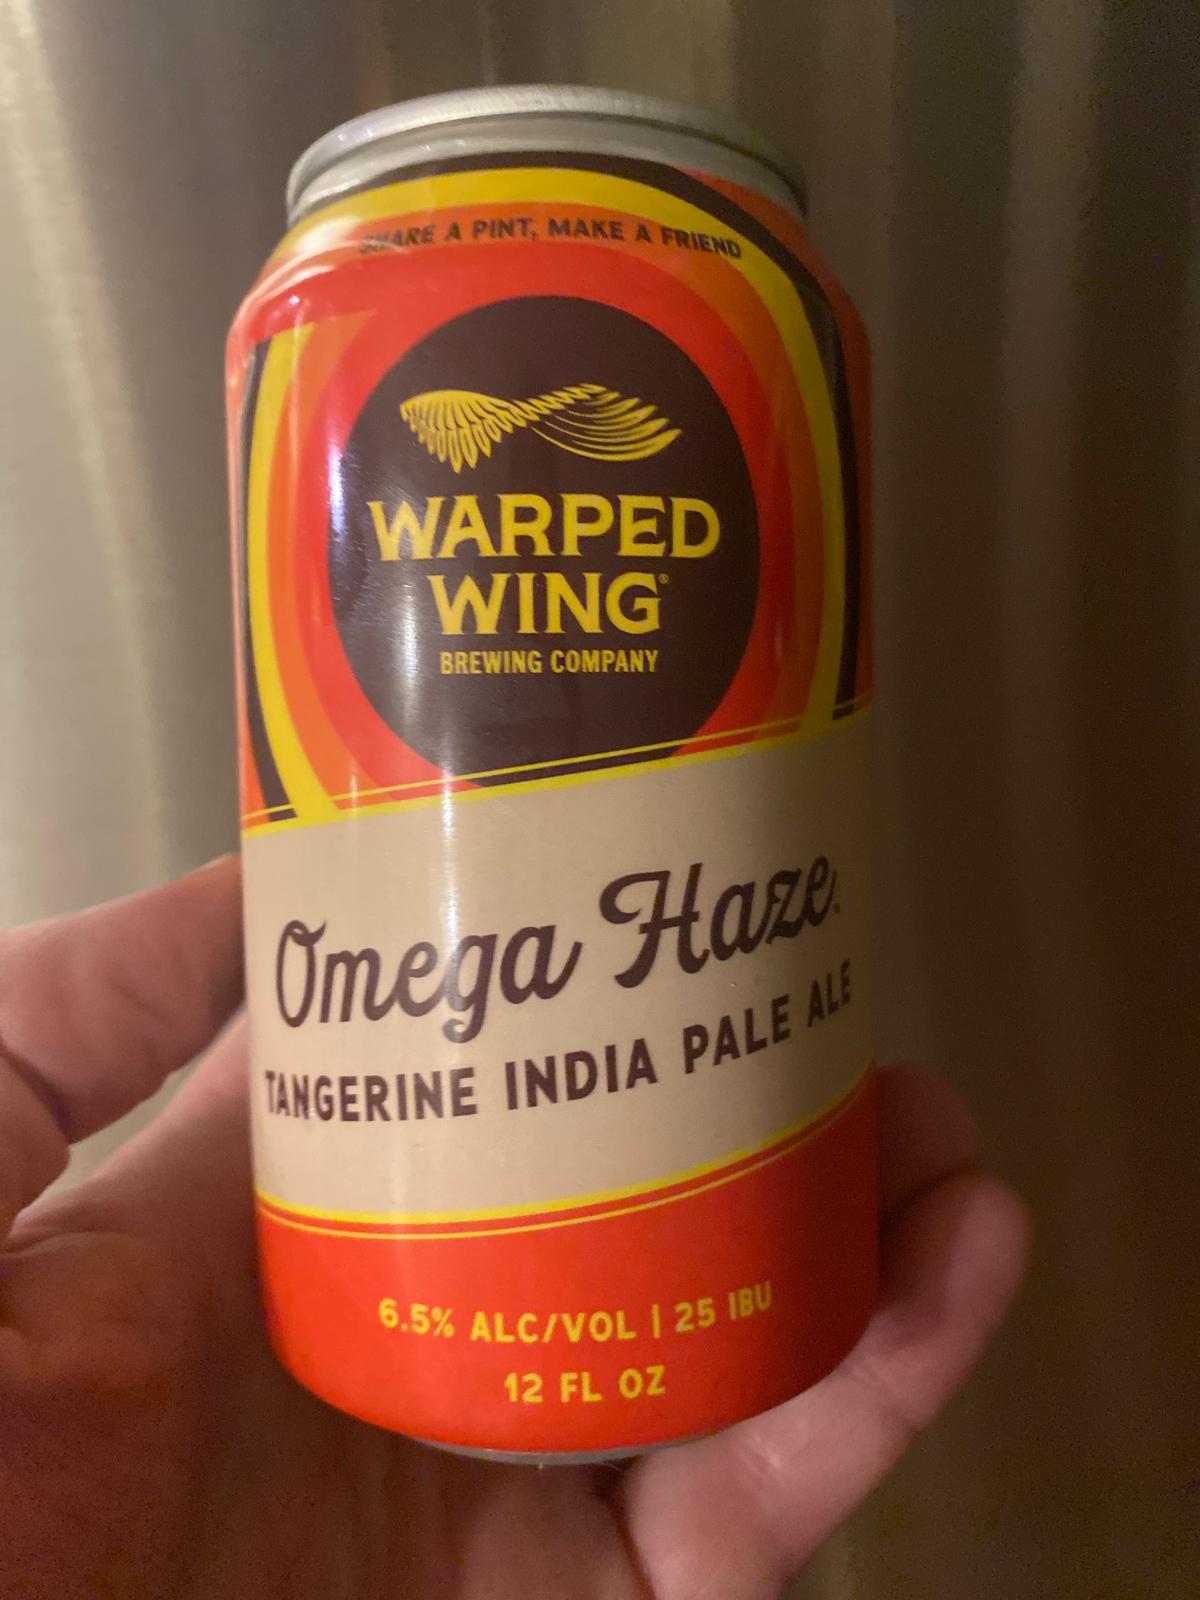 SHARE A PINT, MAKE A FRIEND
WARPED
WING®
BREWING COMPANY
Omega Haze
TANGERINE INDIA PALE ALE
6.5% ALC/VOL | 25 IBU
12 FL OZ